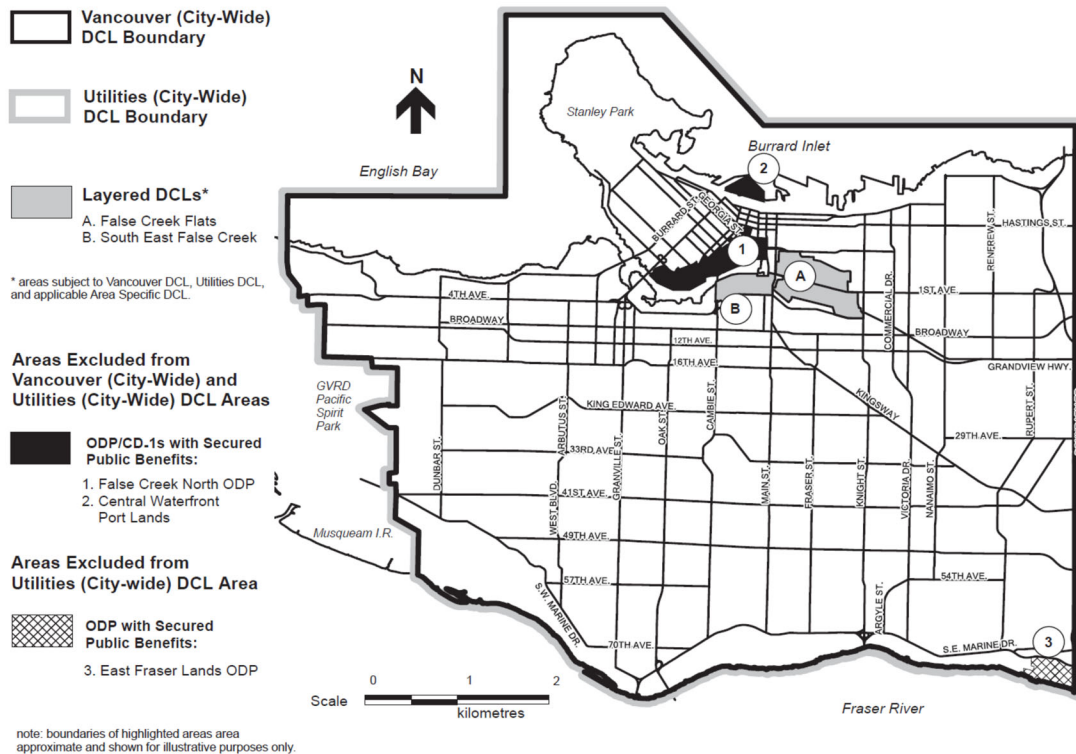 Vancouver (City-Wide)
DCL Boundary
Utilities (City-Wide)
DCL Boundary
Layered DCLs*
A. False Creek Flats
B. South East False Creek
* areas subject to Vancouver DCL, Utilities DCL,
and applicable Area Specific DCL.
Areas Excluded from
Vancouver (City-Wide) and
Utilities (City-Wide) DCL Areas
ODP/CD-1s with Secured
Public Benefits:
1. False Creek North ODP
2. Central Waterfront
Port Lands
Areas Excluded from
Utilities (City-wide) DCL Area
ODP with Secured
Public Benefits:
3. East Fraser Lands ODP
note: boundaries of highlighted areas area
approximate and shown for illustrative purposes only.
N
Stanley Park
English Bay
Burrard Inlet
2
BURRARD ST.
GEORGIA ST.
1
A
B
HASTINGS ST.
RENFREW ST.
COMMERCIAL DR.
4TH AVE.
1ST AVE.
BROADWAY
BROADWAY
12TH AVE.
16TH AVE.
GRANDVIEW HWY.
GVRD
Pacific
Spirit
Park
KING EDWARD AVE.
KINGSWAY
CAMBIE ST.
OAK ST.
ARBUTUS ST.
RUPERT ST.
29TH AVE.
33RD AVE.
DUNBAR ST.
GRANVILLE ST.
MAIN ST.
FRASER ST.
KNIGHT ST.
VICTORIA DR.
NANAIMO ST.
41ST AVE.
WEST BLVD.
Musqueam I.R.
49TH AVE.
57TH AVE.
54TH AVE.
S.W. MARINE DR.
ARGYLE ST.
70TH AVE.
S.E. MARINE DR.
3
Scale
0
1
2
kilometres
Fraser River